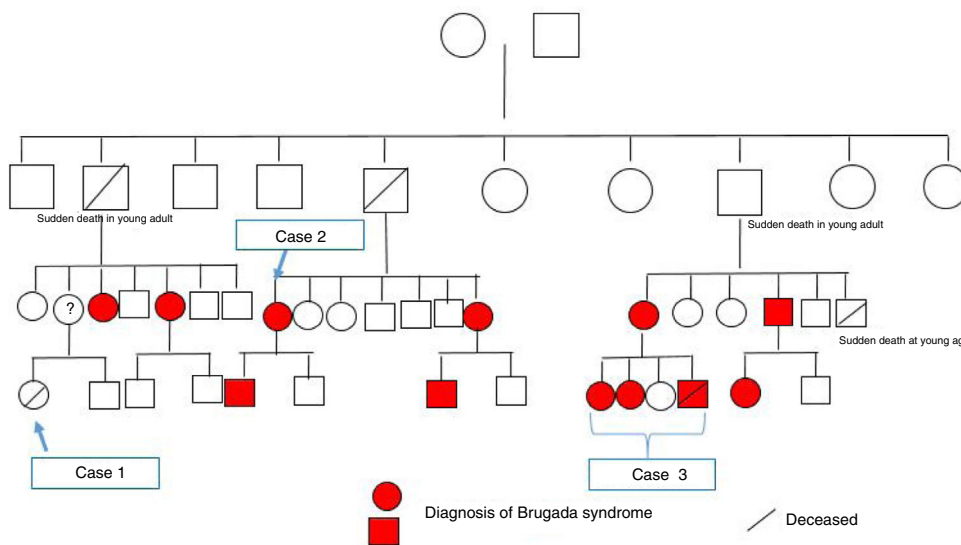 Sudden death in young adult
Sudden death in young adult
Case 2
?
Sudden death at young ag
Case 1
Case 3
Diagnosis of Brugada syndrome
Deceased